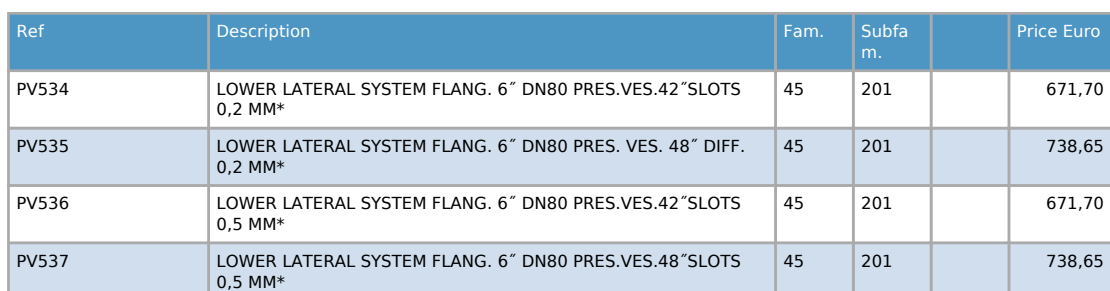 Ref Description Fam. Subfa Price Euro
m.
PV534 LOWER LATERAL SYSTEM FLANG. 6˝ DN80 PRES.VES.42˝SLOTS 45 201 671,70
0,2 MM*
PV535 LOWER LATERAL SYSTEM FLANG. 6˝ DN80 PRES. VES. 48˝ DIFF. 45 201 738,65
0,2 MM*
PV536 LOWER LATERAL SYSTEM FLANG. 6˝ DN80 PRES.VES.42˝SLOTS 45 201 671,70
0,5 MM*
PV537 LOWER LATERAL SYSTEM FLANG. 6˝ DN80 PRES.VES.48˝SLOTS 45 201 738,65
0,5 MM*